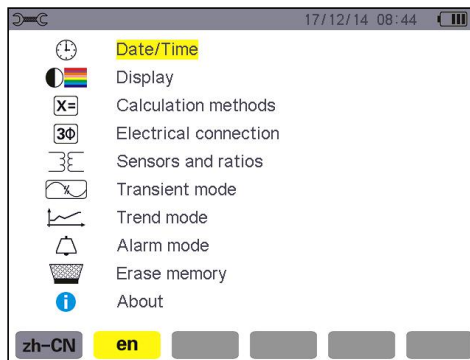 17/12/14 08:44
Date/Time
Display
X= Calculation methods
3Φ Electrical connection
Sensors and ratios
% Transient mode
Trend mode
Alarm mode
Erase memory
i About
zh-CN en